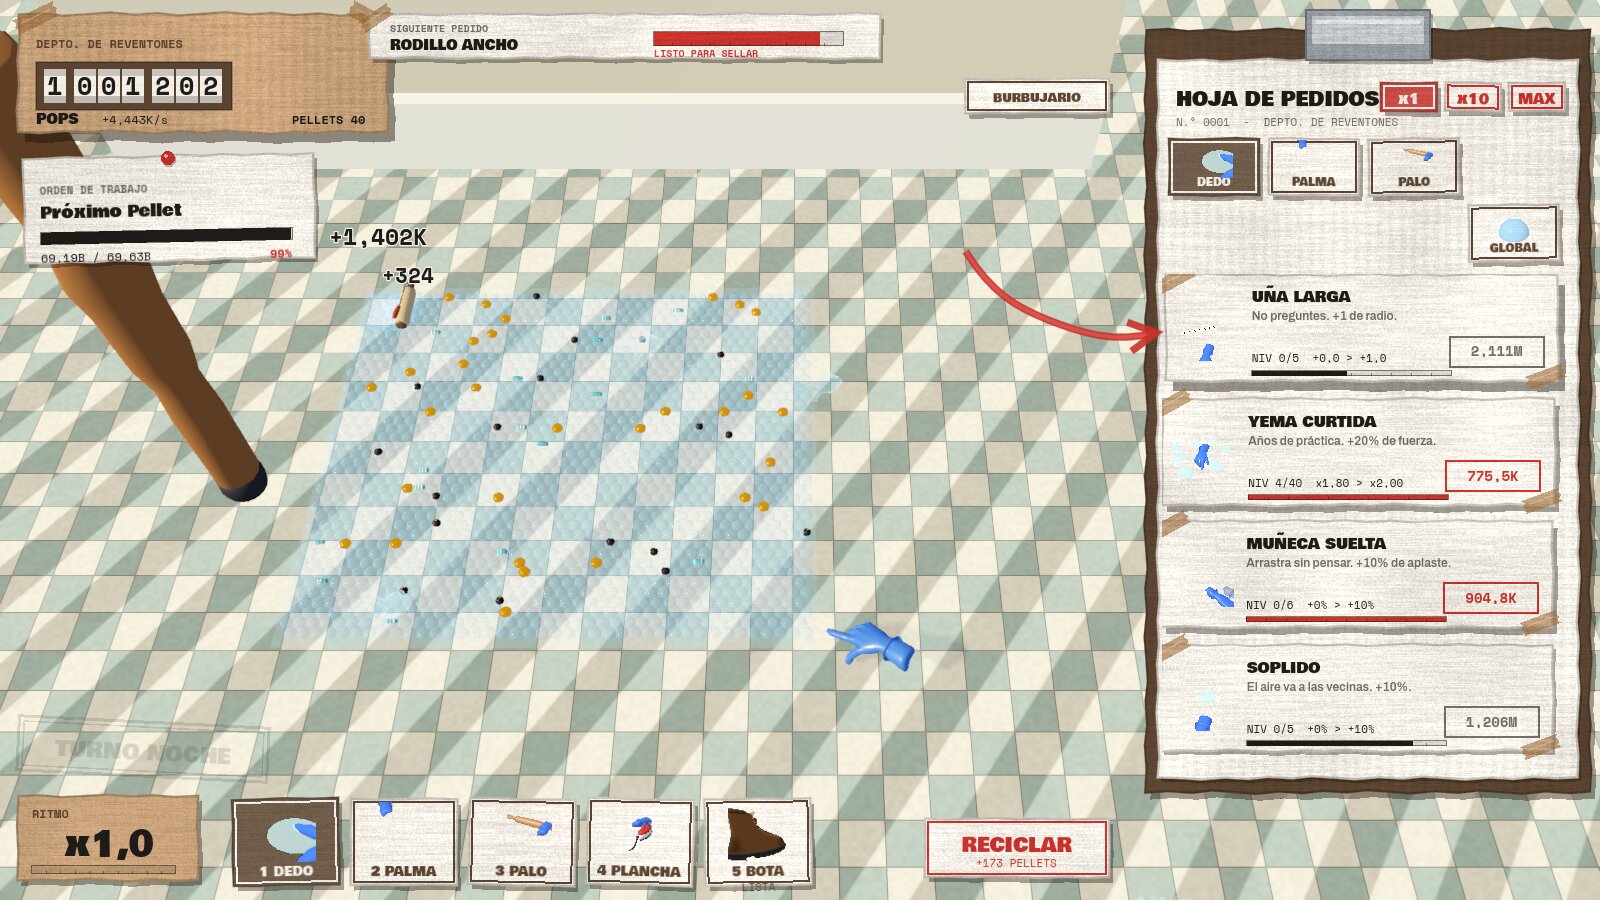 DEPTO. DE REVENTONES
1 001 202
POPS +4,443K/s PELLETS 40
SIGUIENTE PEDIDO
RODILLO ANCHO
LISTO PARA SELLAR
BURBUJARIO
ORDEN DE TRABAJO
Próximo Pellet
69.19B / 69.63B 99%
+1,402K
+324
HOJA DE PEDIDOS x1 x10 MAX
N.° 0001 - DEPTO. DE REVENTONES
DEDO PALMA PALO
GLOBAL
UÑA LARGA
No preguntes. +1 de radio.
NIV 0/5 +0,0 > +1,0 2,111M
YEMA CURTIDA
Años de práctica. +20% de fuerza.
NIV 4/40 x1,80 > x2,00 775,5K
MUÑECA SUELTA
Arrastra sin pensar. +10% de aplaste.
NIV 0/6 +0% > +10% 904,8K
SOPLIDO
El aire va a las vecinas. +10%.
NIV 0/5 +0% > +10% 1,206M
TURNO NOCHE
RITMO
x1,0
1 DEDO 2 PALMA 3 PALO 4 PLANCHA 5 BOTA
LISTA
RECICLAR
+173 PELLETS